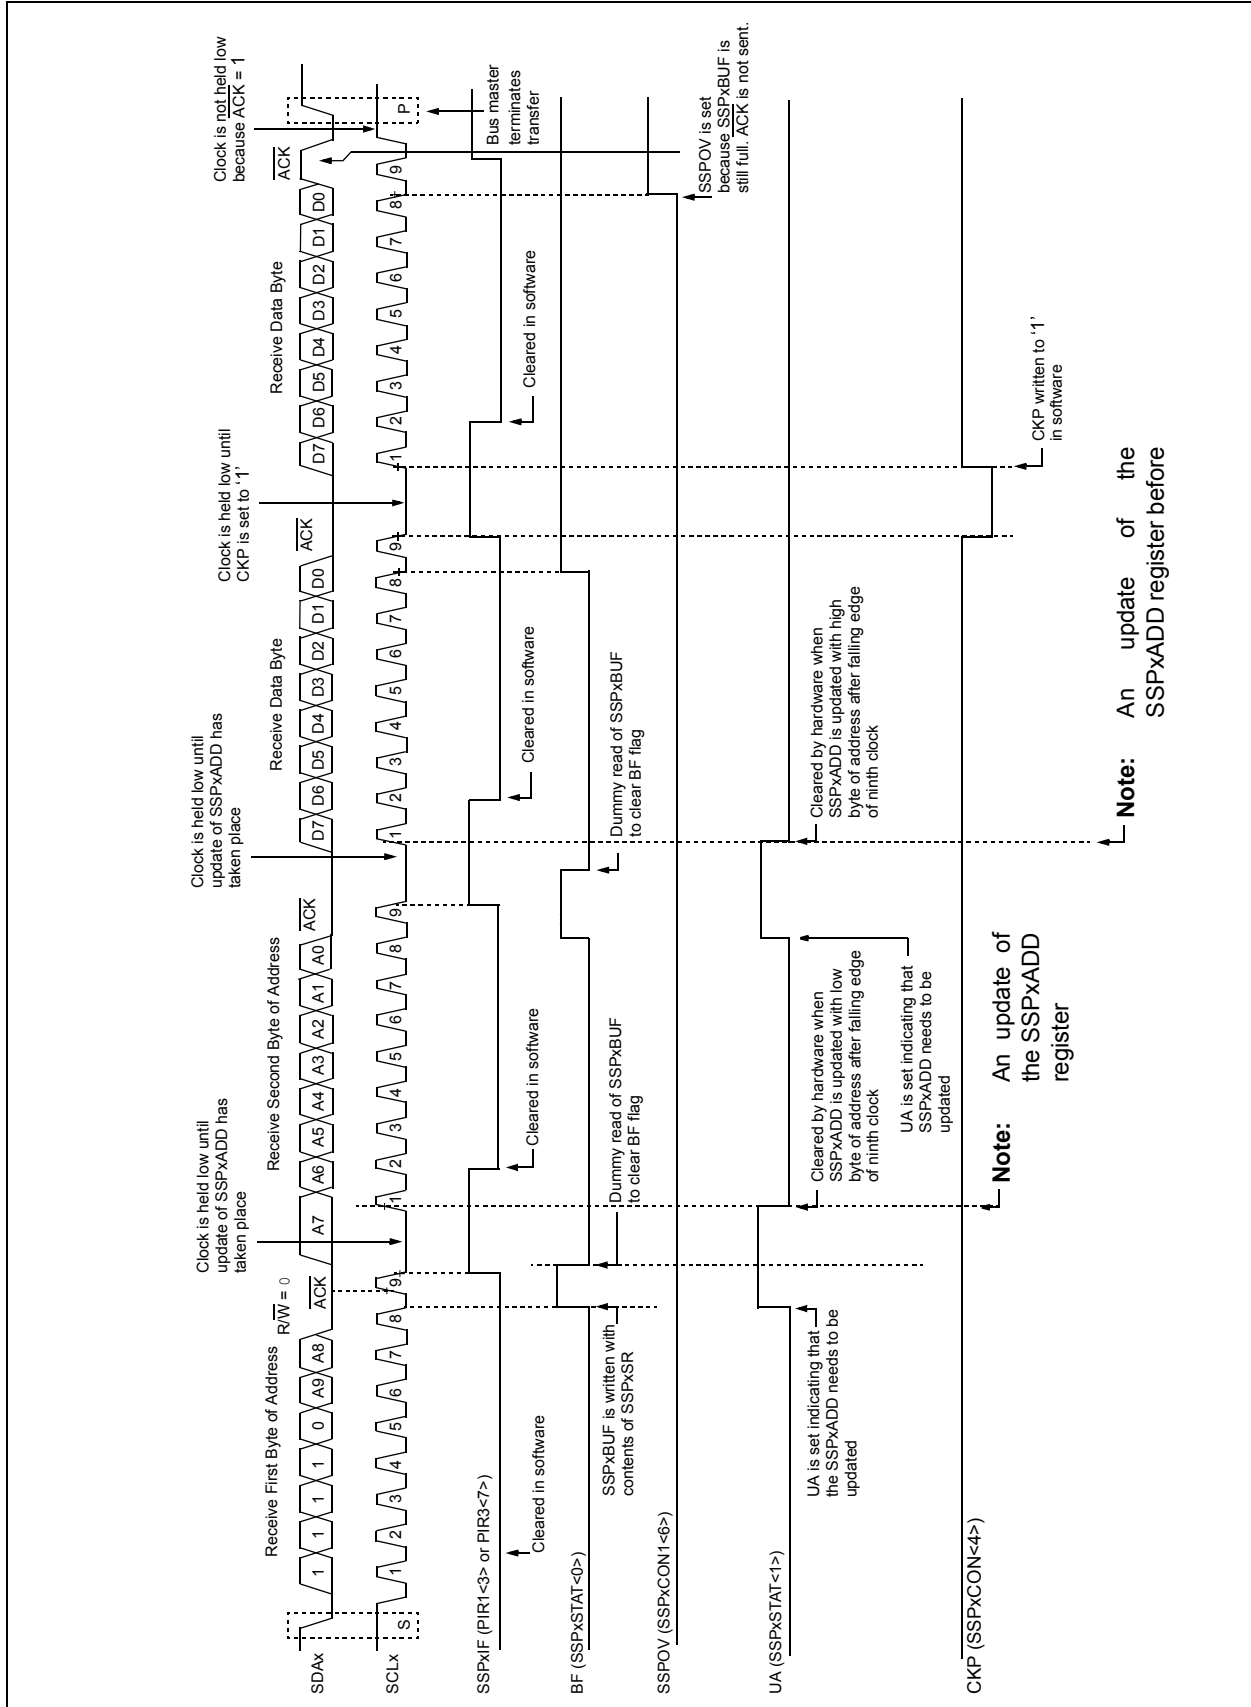 Receive First Byte of Address
R/W = 0
ACK
Clock is held low until
update of SSPxADD has
taken place
Receive Second Byte of Address
ACK
Clock is held low until
update of SSPxADD has
taken place
Receive Data Byte
ACK
Clock is held low until
CKP is set to ‘1’
Receive Data Byte
ACK
Clock is not held low
because ACK = 1
SDAx
1 1 1 1 0 A9 A8 A7 A6 A5 A4 A3 A2 A1 A0 D7 D6 D5 D4 D3 D2 D1 D0 D7 D6 D5 D4 D3 D2 D1 D0
SCLx
S 1 2 3 4 5 6 7 8 9 1 2 3 4 5 6 7 8 9 1 2 3 4 5 6 7 8 9 1 2 3 4 5 6 7 8 9 P
Bus master
terminates
transfer
SSPxIF (PIR1<3> or PIR3<7>)
Cleared in software
Cleared in software
Cleared in software
Cleared in software
BF (SSPxSTAT<0>)
SSPxBUF is written with
contents of SSPxSR
Dummy read of SSPxBUF
to clear BF flag
Dummy read of SSPxBUF
to clear BF flag
SSPOV (SSPxCON1<6>)
SSPOV is set
because SSPxBUF is
still full. ACK is not sent.
UA (SSPxSTAT<1>)
UA is set indicating that
the SSPxADD needs to be
updated
Cleared by hardware when
SSPxADD is updated with low
byte of address after falling edge
of ninth clock
UA is set indicating that
SSPxADD needs to be
updated
Cleared by hardware when
SSPxADD is updated with high
byte of address after falling edge
of ninth clock
CKP (SSPxCON<4>)
CKP written to ‘1’
in software
Note: An update of
the SSPxADD
register
Note: An update of the
SSPxADD register before